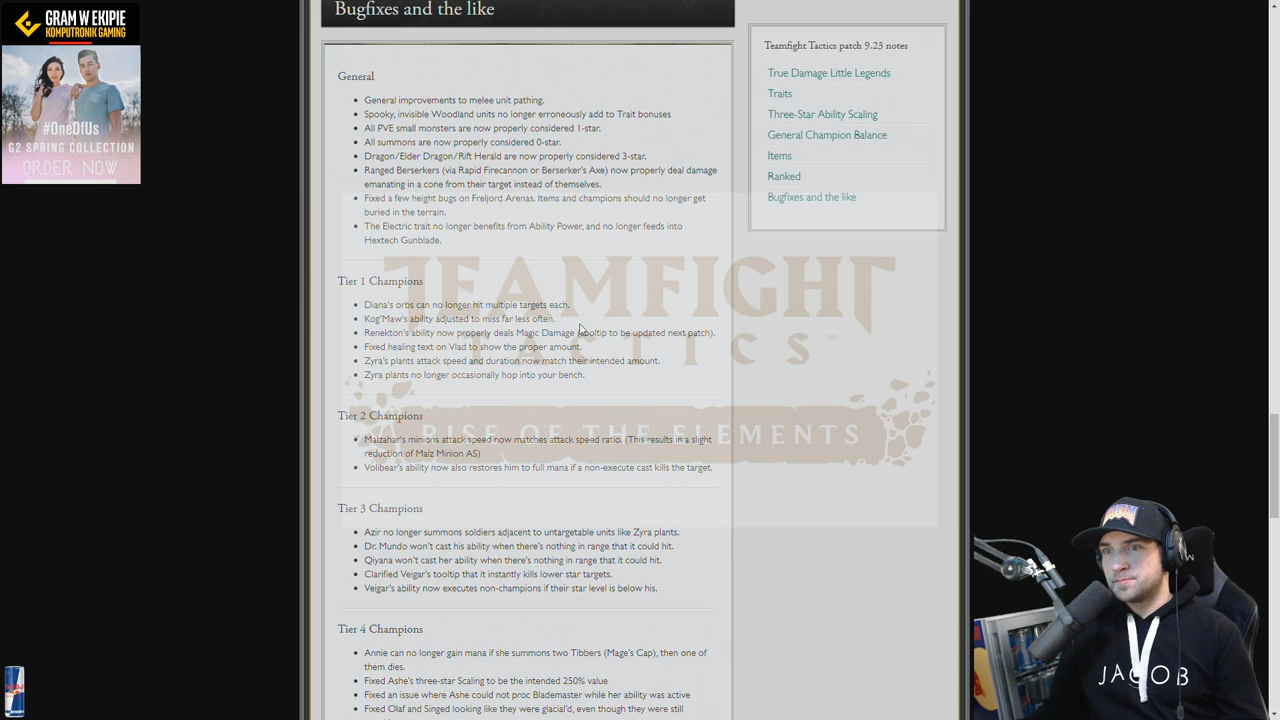 GRAM W EKIPIE
KOMPUTRONIK GAMING
#OneOfUs
G2 SPRING COLLECTION
ORDER NOW
Bugfixes and the like
General
General improvements to melee unit pathing.
Spooky, invisible Woodland units no longer erroneously add to Trait bonuses
All PVE small monsters are now properly considered 1-star.
All summons are now properly considered 0-star.
Dragon/Elder Dragon/Rift Herald are now properly considered 3-star.
Ranged Berserkers (via Rapid Firecannon or Berserker's Axe) now properly deal damage
emanating in a cone from their target instead of themselves.
Fixed a few height bugs on Freljord Arenas. Items and champions should no longer get
buried in the terrain.
The Electric trait no longer benefits from Ability Power, and no longer feeds into
Hextech Gunblade.
Tier 1 Champions
Diana's orbs can no longer hit multiple targets each.
Kog'Maw's ability adjusted to miss far less often.
Renekton's ability now properly deals Magic Damage (tooltip to be updated next patch).
Fixed healing text on Vlad to show the proper amount.
Zyra's plants attack speed and duration now match their intended amount.
Zyra plants no longer occasionally hop into your bench.
Tier 2 Champions
Malzahar's minions attack speed now matches attack speed ratio. (This results in a slight
reduction of Malz Minion AS)
Volibear's ability now also restores him to full mana if a non-execute cast kills the target.
Tier 3 Champions
Azir no longer summons soldiers adjacent to untargetable units like Zyra plants.
Dr. Mundo won't cast his ability when there's nothing in range that it could hit.
Qiyana won't cast her ability when there's nothing in range that it could hit.
Clarified Veigar's tooltip that it instantly kills lower star targets.
Veigar's ability now executes non-champions if their star level is below his.
Tier 4 Champions
Annie can no longer gain mana if she summons two Tibbers (Mage's Cap), then one of
them dies.
Fixed Ashe's three-star Scaling to be the intended 250% value
Fixed an issue where Ashe could not proc Blademaster while her ability was active
Fixed Olaf and Singed looking like they were glacial'd, even though they were still
Teamfight Tactics patch 9.23 notes
True Damage Little Legends
Traits
Three-Star Ability Scaling
General Champion Balance
Items
Ranked
Bugfixes and the like
TEAMFIGHT
TACTICS™
RISE OF THE ELEMENTS
DOOM
JACOB